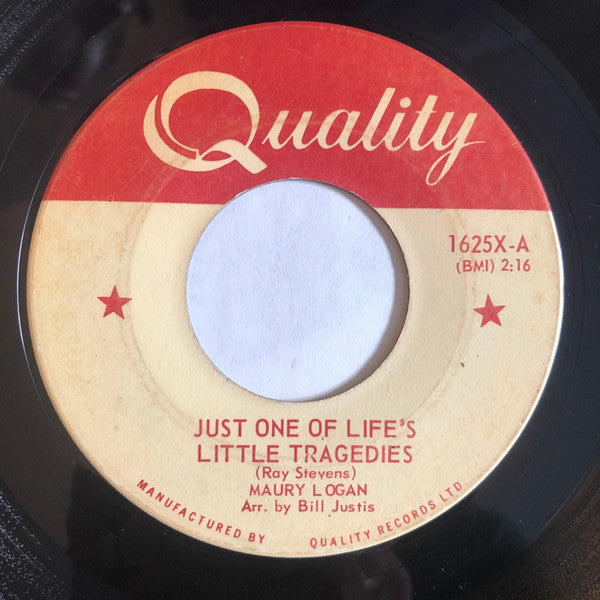 Quality
1625X-A
(BMI) 2:16
JUST ONE OF LIFE'S
LITTLE TRAGEDIES
(Ray Stevens)
MAURY LOGAN
Arr. by Bill Justis
MANUFACTURED BY QUALITY RECORDS LTD.